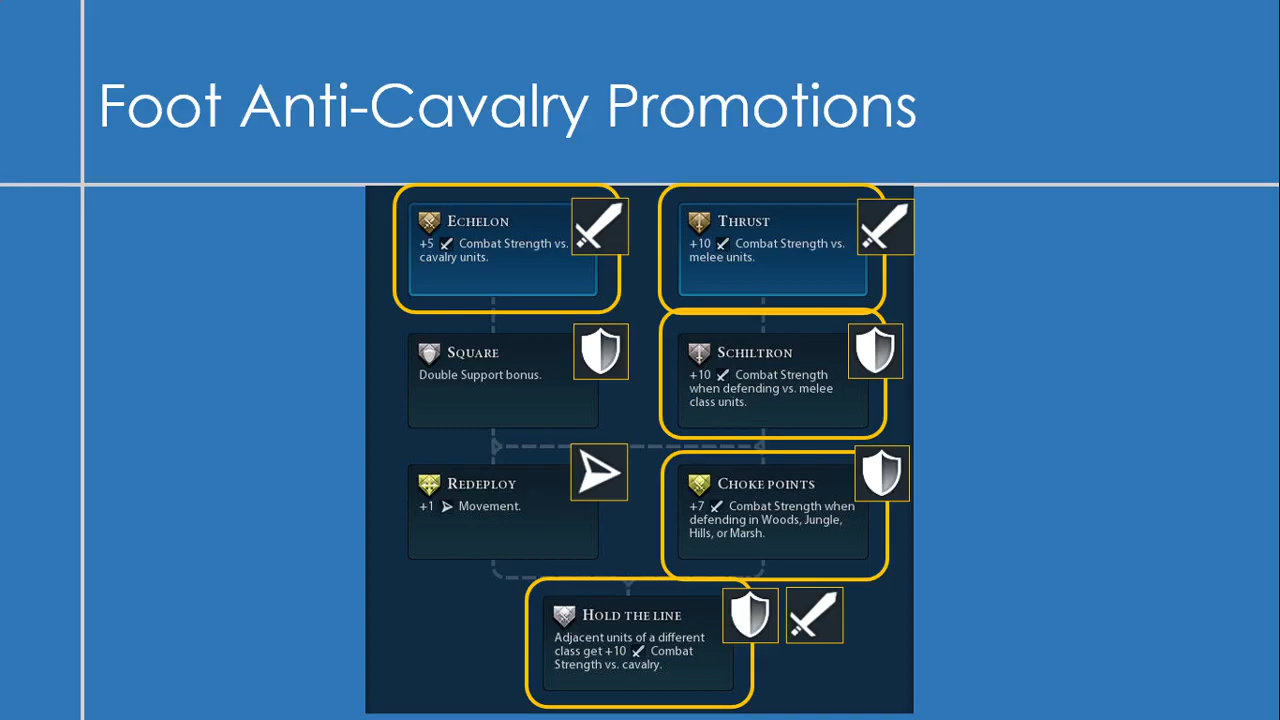 Foot Anti-Cavalry Promotions
ECHELON
+5 Combat Strength vs.
cavalry units.
THRUST
+10 Combat Strength vs.
melee units.
SQUARE
Double Support bonus.
SCHILTRON
+10 Combat Strength
when defending vs. melee
class units.
REDEPLOY
+1 Movement.
CHOKE POINTS
+7 Combat Strength when
defending in Woods, Jungle,
Hills, or Marsh.
HOLD THE LINE
Adjacent units of a different
class get +10 Combat
Strength vs. cavalry.